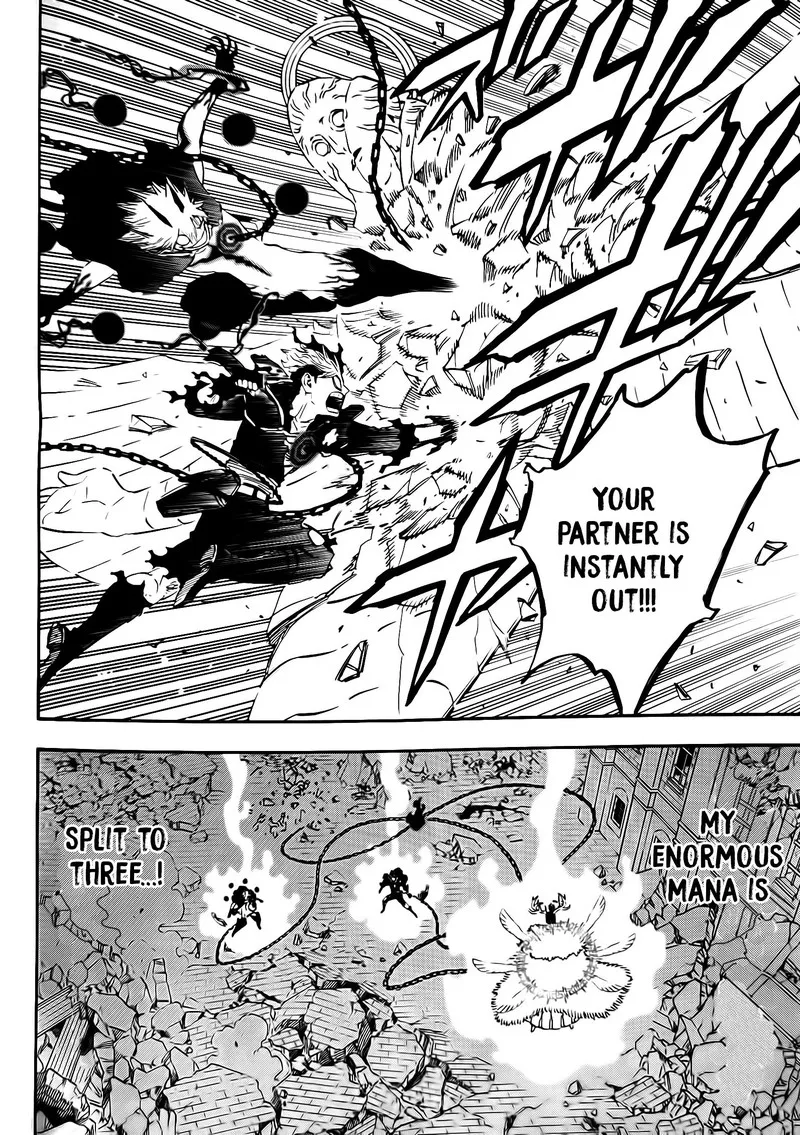 YOUR
PARTNER IS
INSTANTLY
OUT!!!
MY
ENORMOUS
MANA IS
SPLIT TO
THREE..!